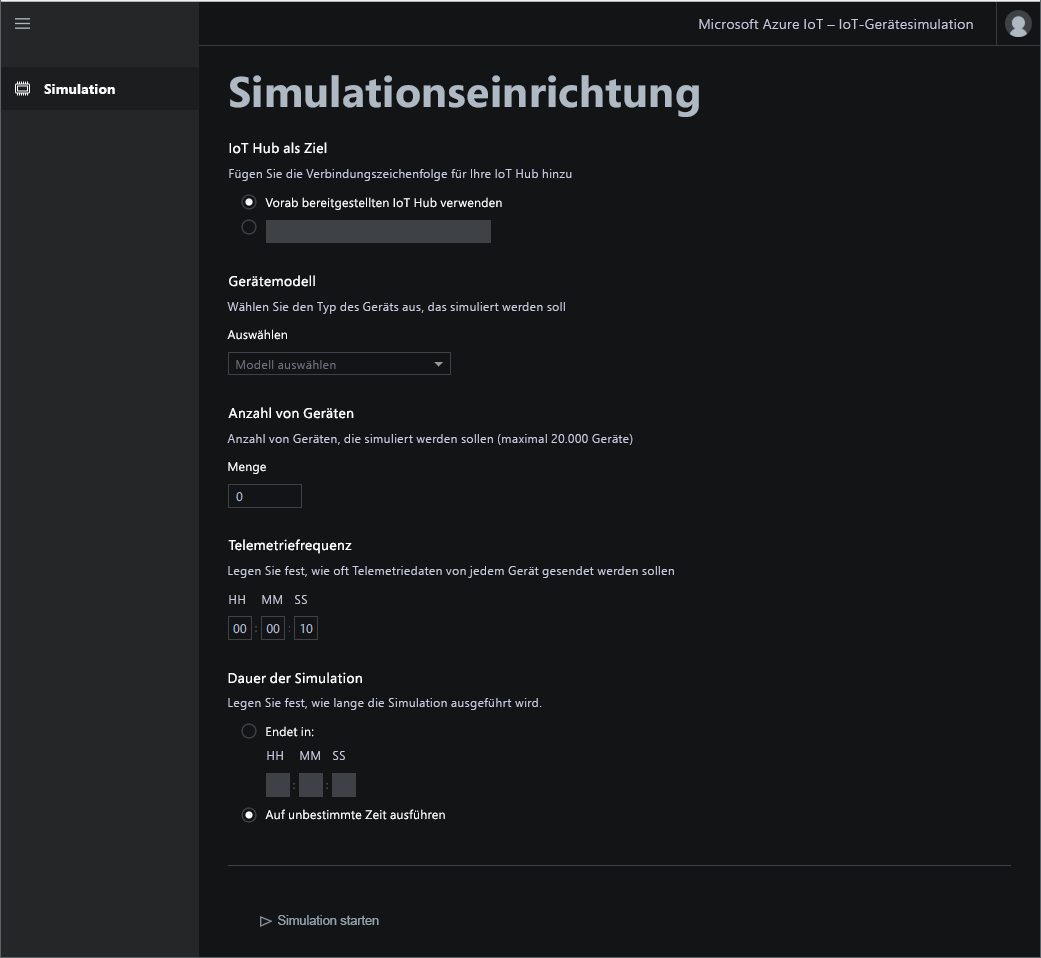 Microsoft Azure IoT – IoT-Gerätesimulation
Simulation
Simulationseinrichtung
IoT Hub als Ziel
Fügen Sie die Verbindungszeichenfolge für Ihre IoT Hub hinzu
Vorab bereitgestellten IoT Hub verwenden
Gerätemodell
Wählen Sie den Typ des Geräts aus, das simuliert werden soll
Auswählen
Modell auswählen
Anzahl von Geräten
Anzahl von Geräten, die simuliert werden sollen (maximal 20.000 Geräte)
Menge
0
Telemetriefrequenz
Legen Sie fest, wie oft Telemetriedaten von jedem Gerät gesendet werden sollen
HH MM SS
00 : 00 : 10
Dauer der Simulation
Legen Sie fest, wie lange die Simulation ausgeführt wird.
Endet in:
HH MM SS
: :
Auf unbestimmte Zeit ausführen
Simulation starten